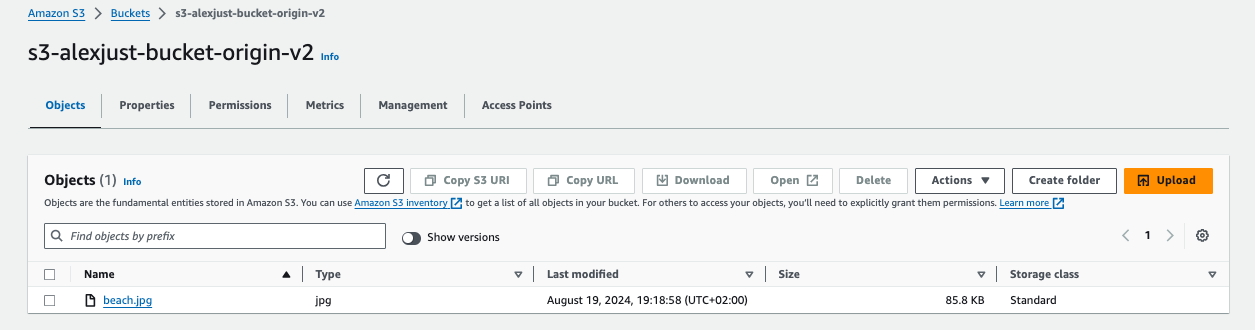 Amazon S3 > Buckets > s3-alexjust-bucket-origin-v2
s3-alexjust-bucket-origin-v2 Info
Objects Properties Permissions Metrics Management Access Points
Objects (1) Info Copy S3 URI Copy URL Download Open Delete Actions Create folder Upload
Objects are the fundamental entities stored in Amazon S3. You can use Amazon S3 inventory to get a list of all objects in your bucket. For others to access your objects, you'll need to explicitly grant them permissions. Learn more
Find objects by prefix Show versions 1
Name Type Last modified Size Storage class
beach.jpg jpg August 19, 2024, 19:18:58 (UTC+02:00) 85.8 KB Standard